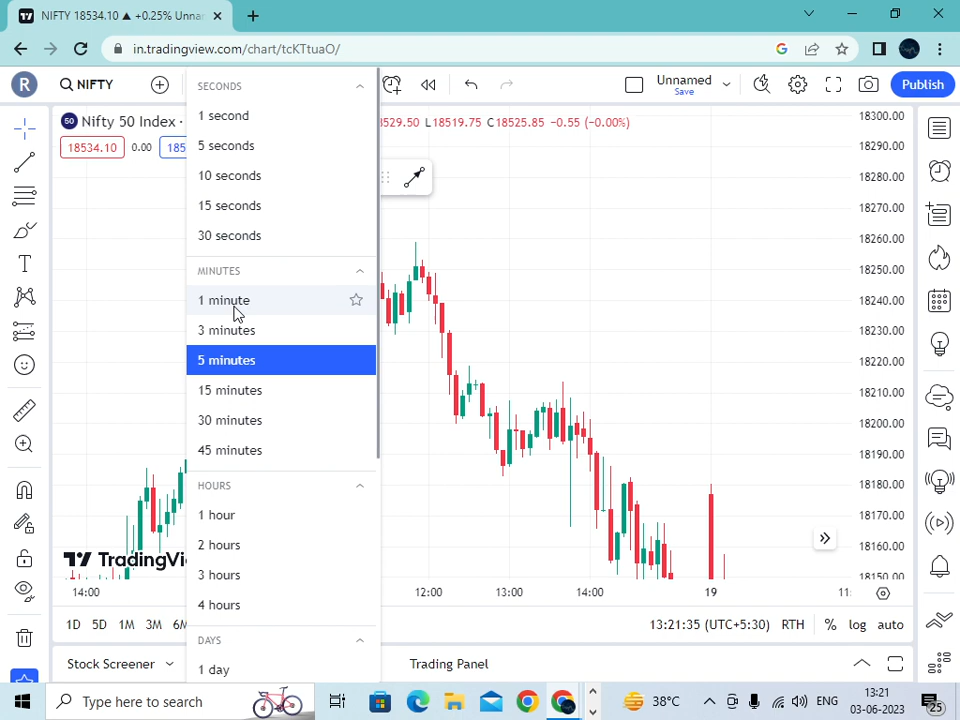 NIFTY 18534.10 ▲ +0.25% Unnar
in.tradingview.com/chart/tcKTtuaO/
R
NIFTY
Unnamed
Save
Publish
50 Nifty 50 Index ·
529.50 L18519.75 C18525.85 -0.55 (-0.00%)
18534.10 0.00 185
SECONDS
1 second
5 seconds
10 seconds
15 seconds
30 seconds
MINUTES
1 minute
3 minutes
5 minutes
15 minutes
30 minutes
45 minutes
HOURS
1 hour
2 hours
3 hours
4 hours
DAYS
1 day
18300.00
18290.00
18280.00
18270.00
18260.00
18250.00
18240.00
18230.00
18220.00
18210.00
18200.00
18190.00
18180.00
18170.00
18160.00
18150.00
TradingView
14:00 12:00 13:00 14:00 19 11:
1D 5D 1M 3M 6M 13:21:35 (UTC+5:30) RTH % log auto
Stock Screener Trading Panel
Type here to search
38°C
ENG
13:21
03-06-2023
25